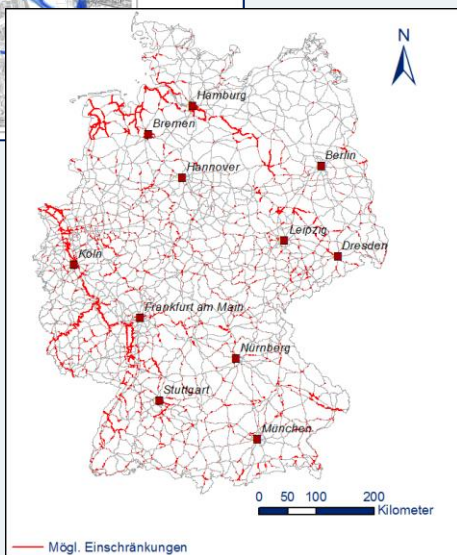 N
Hamburg
Bremen
Berlin
Hannover
Leipzig
Dresden
Köln
Frankfurt am Main
Nürnberg
Stuttgart
München
0 50 100 200
Kilometer
Mögl. Einschränkungen